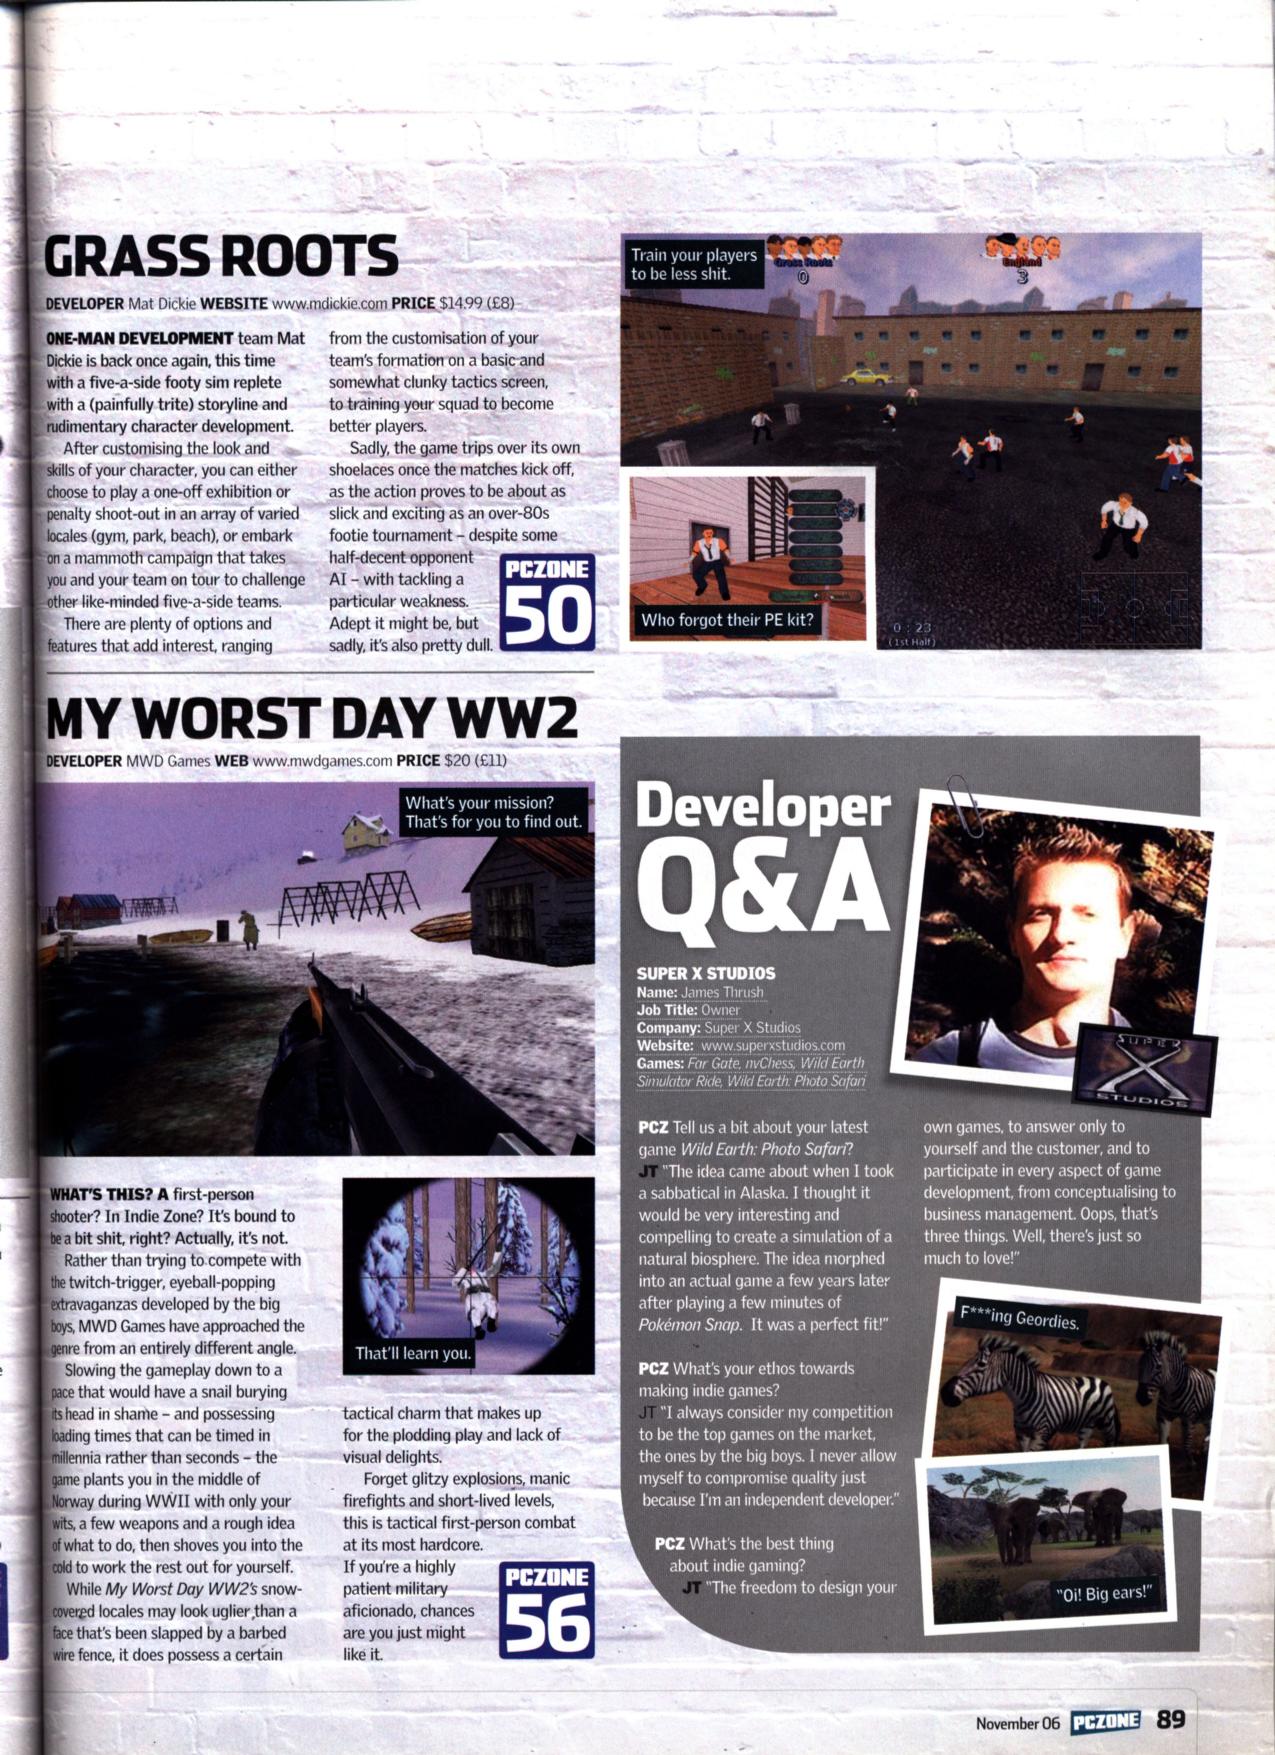 GRASS ROOTS
DEVELOPER Mat Dickie WEBSITE www.mdickie.com PRICE $14.99 (£8)
ONE-MAN DEVELOPMENT team Mat
Dickie is back once again, this time
with a five-a-side footy sim replete
with a (painfully trite) storyline and
rudimentary character development.
After customising the look and
skills of your character, you can either
choose to play a one-off exhibition or
penalty shoot-out in an array of varied
locales (gym, park, beach), or embark
on a mammoth campaign that takes
you and your team on tour to challenge
other like-minded five-a-side teams.
There are plenty of options and
features that add interest, ranging
from the customisation of your
team's formation on a basic and
somewhat clunky tactics screen,
to training your squad to become
better players.
Sadly, the game trips over its own
shoelaces once the matches kick off,
as the action proves to be about as
slick and exciting as an over-80s
footie tournament – despite some
half-decent opponent
AI – with tackling a
particular weakness.
Adept it might be, but
sadly, it's also pretty dull.
PCZONE
50
Train your players
to be less shit.
Grass Roots
0
England
3
Who forgot their PE kit?
0 : 23
(1st Half)
MY WORST DAY WW2
DEVELOPER MWD Games WEB www.mwdgames.com PRICE $20 (£11)
What's your mission?
That's for you to find out.
WHAT'S THIS? A first-person
shooter? In Indie Zone? It's bound to
be a bit shit, right? Actually, it's not.
Rather than trying to compete with
the twitch-trigger, eyeball-popping
extravaganzas developed by the big
boys, MWD Games have approached the
genre from an entirely different angle.
Slowing the gameplay down to a
pace that would have a snail burying
its head in shame – and possessing
loading times that can be timed in
millennia rather than seconds – the
game plants you in the middle of
Norway during WWII with only your
wits, a few weapons and a rough idea
of what to do, then shoves you into the
cold to work the rest out for yourself.
While My Worst Day WW2's snow-
covered locales may look uglier than a
face that's been slapped by a barbed
wire fence, it does possess a certain
That'll learn you.
tactical charm that makes up
for the plodding play and lack of
visual delights.
Forget glitzy explosions, manic
firefights and short-lived levels,
this is tactical first-person combat
at its most hardcore.
If you're a highly
patient military
aficionado, chances
are you just might
like it.
PCZONE
56
Developer
Q&A
SUPER X STUDIOS
Name: James Thrush
Job Title: Owner
Company: Super X Studios
Website: www.superxstudios.com
Games: Far Gate, nvChess, Wild Earth
Simulator Ride, Wild Earth: Photo Safari
SUPER
X
STUDIOS
PCZ Tell us a bit about your latest
game Wild Earth: Photo Safari?
JT "The idea came about when I took
a sabbatical in Alaska. I thought it
would be very interesting and
compelling to create a simulation of a
natural biosphere. The idea morphed
into an actual game a few years later
after playing a few minutes of
Pokémon Snap. It was a perfect fit!"
PCZ What's your ethos towards
making indie games?
JT "I always consider my competition
to be the top games on the market,
the ones by the big boys. I never allow
myself to compromise quality just
because I'm an independent developer."
PCZ What's the best thing
about indie gaming?
JT "The freedom to design your
own games, to answer only to
yourself and the customer, and to
participate in every aspect of game
development, from conceptualising to
business management. Oops, that's
three things. Well, there's just so
much to love!"
F***ing Geordies.
"Oi! Big ears!"
November 06 PCZONE 89